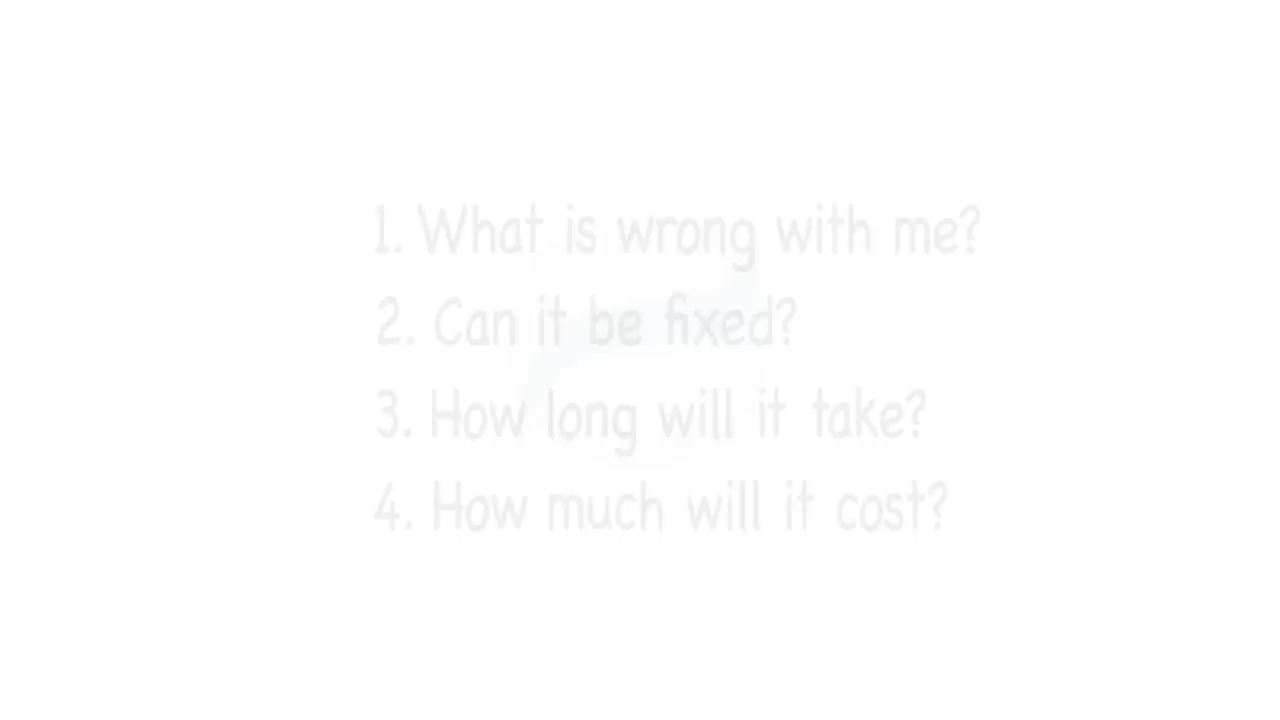 1. What is wrong with me?
2. Can it be fixed?
3. How long will it take?
4. How much will it cost?